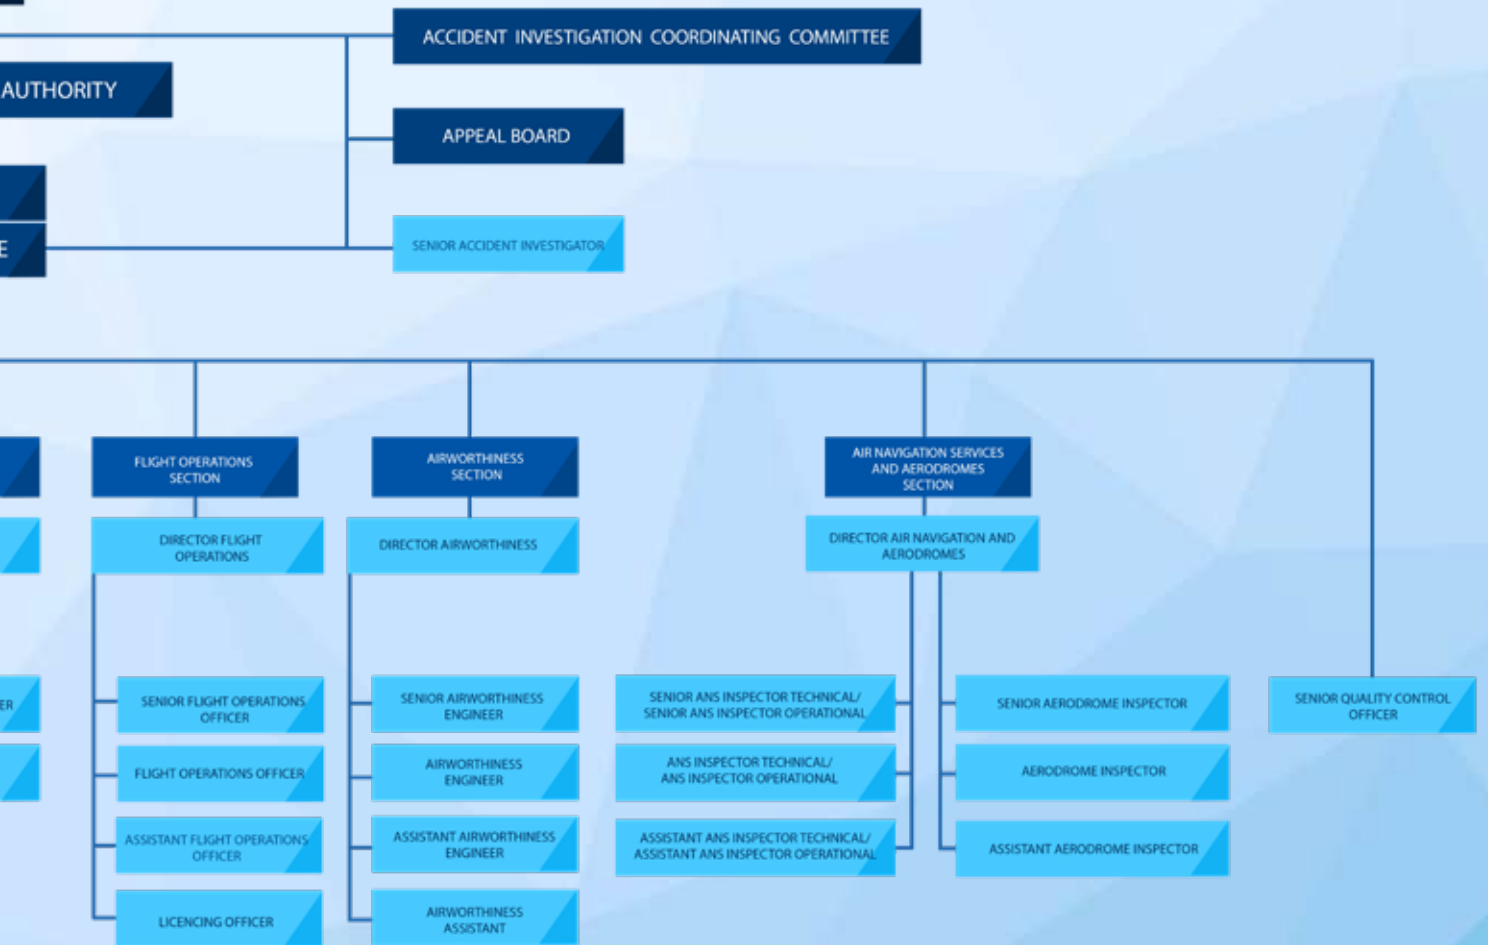 ACCIDENT INVESTIGATION COORDINATING COMMITTEE
AUTHORITY
APPEAL BOARD
SENIOR ACCIDENT INVESTIGATOR
E
FLIGHT OPERATIONS
SECTION
AIRWORTHINESS
SECTION
AIR NAVIGATION SERVICES
AND AERODROMES
SECTION
DIRECTOR FLIGHT
OPERATIONS
DIRECTOR AIRWORTHINESS
DIRECTOR AIR NAVIGATION AND
AERODROMES
ER
SENIOR FLIGHT OPERATIONS
OFFICER
SENIOR AIRWORTHINESS
ENGINEER
SENIOR ANS INSPECTOR TECHNICAL/
SENIOR ANS INSPECTOR OPERATIONAL
SENIOR AERODROME INSPECTOR
SENIOR QUALITY CONTROL
OFFICER
FLIGHT OPERATIONS OFFICER
AIRWORTHINESS
ENGINEER
ANS INSPECTOR TECHNICAL/
ANS INSPECTOR OPERATIONAL
AERODROME INSPECTOR
ASSISTANT FLIGHT OPERATIONS
OFFICER
ASSISTANT AIRWORTHINESS
ENGINEER
ASSISTANT ANS INSPECTOR TECHNICAL/
ASSISTANT ANS INSPECTOR OPERATIONAL
ASSISTANT AERODROME INSPECTOR
LICENCING OFFICER
AIRWORTHINESS
ASSISTANT